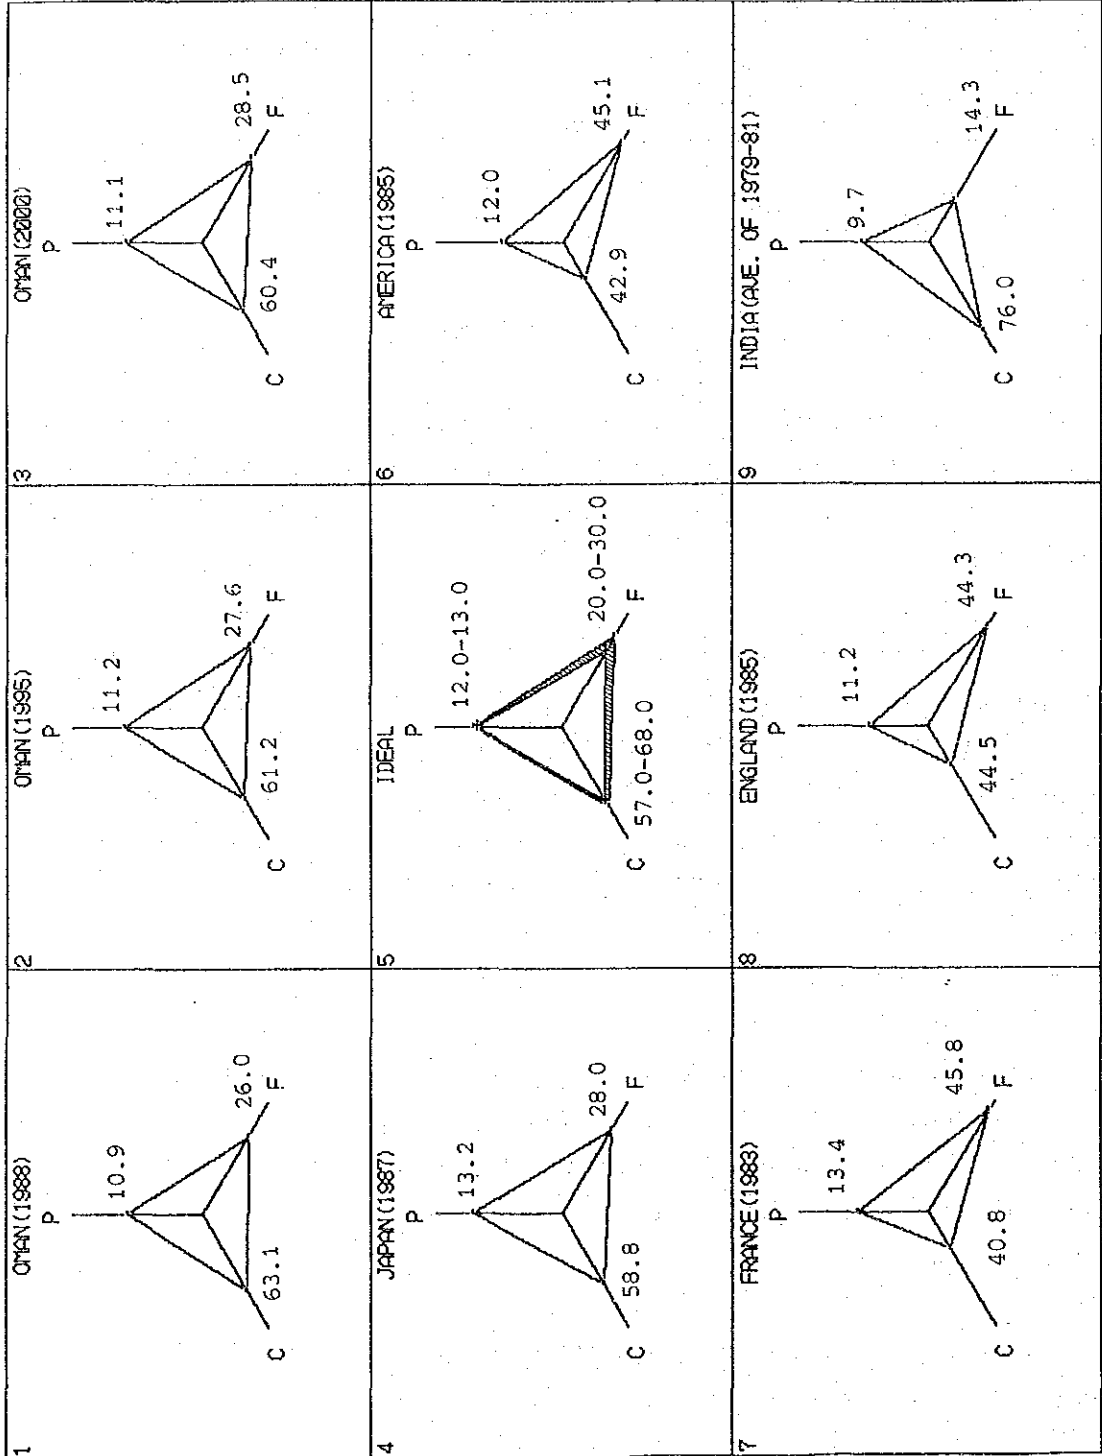 1
OMAN(1988)
P
10.9
63.1
26.0
C
F
2
OMAN(1995)
P
11.2
61.2
27.6
C
F
3
OMAN(2000)
P
11.1
60.4
28.5
C
F
4
JAPAN(1987)
P
13.2
58.8
28.0
C
F
5
IDEAL
P
12.0-13.0
57.0-68.0
20.0-30.0
C
F
6
AMERICA(1985)
P
12.0
42.9
45.1
C
F
7
FRANCE(1983)
P
13.4
40.8
45.8
C
F
8
ENGLAND(1985)
P
11.2
44.5
44.3
C
F
9
INDIA(AVE. OF 1979-81)
P
9.7
76.0
14.3
C
F